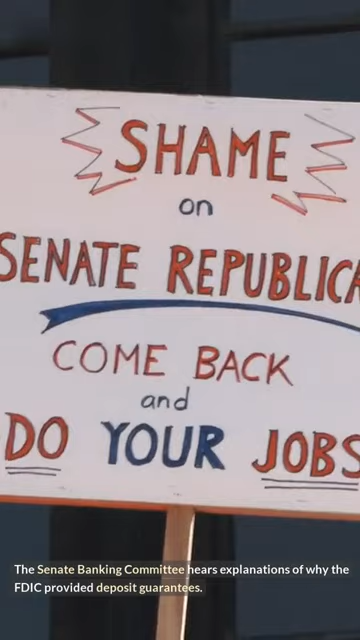 SHAME
on
SENATE REPUBLICA
COME BACK
and
DO YOUR JOBS
The Senate Banking Committee hears explanations of why the
FDIC provided deposit guarantees.